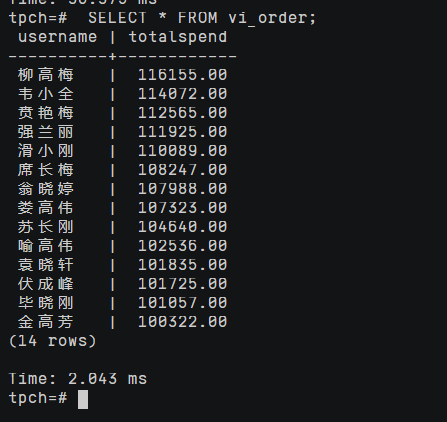 tpch=#  SELECT * FROM vi_order;
 username | totalspend
----------+------------
 柳高梅   |  116155.00
 韦小全   |  114072.00
 贲艳梅   |  112565.00
 强兰丽   |  111925.00
 滑小刚   |  110089.00
 席长梅   |  108247.00
 翁晓婷   |  107988.00
 娄高伟   |  107323.00
 苏长刚   |  104640.00
 喻高伟   |  102536.00
 袁晓轩   |  101835.00
 伏成峰   |  101725.00
 毕晓刚   |  101057.00
 金高芳   |  100322.00
(14 rows)
Time: 2.043 ms
tpch=#